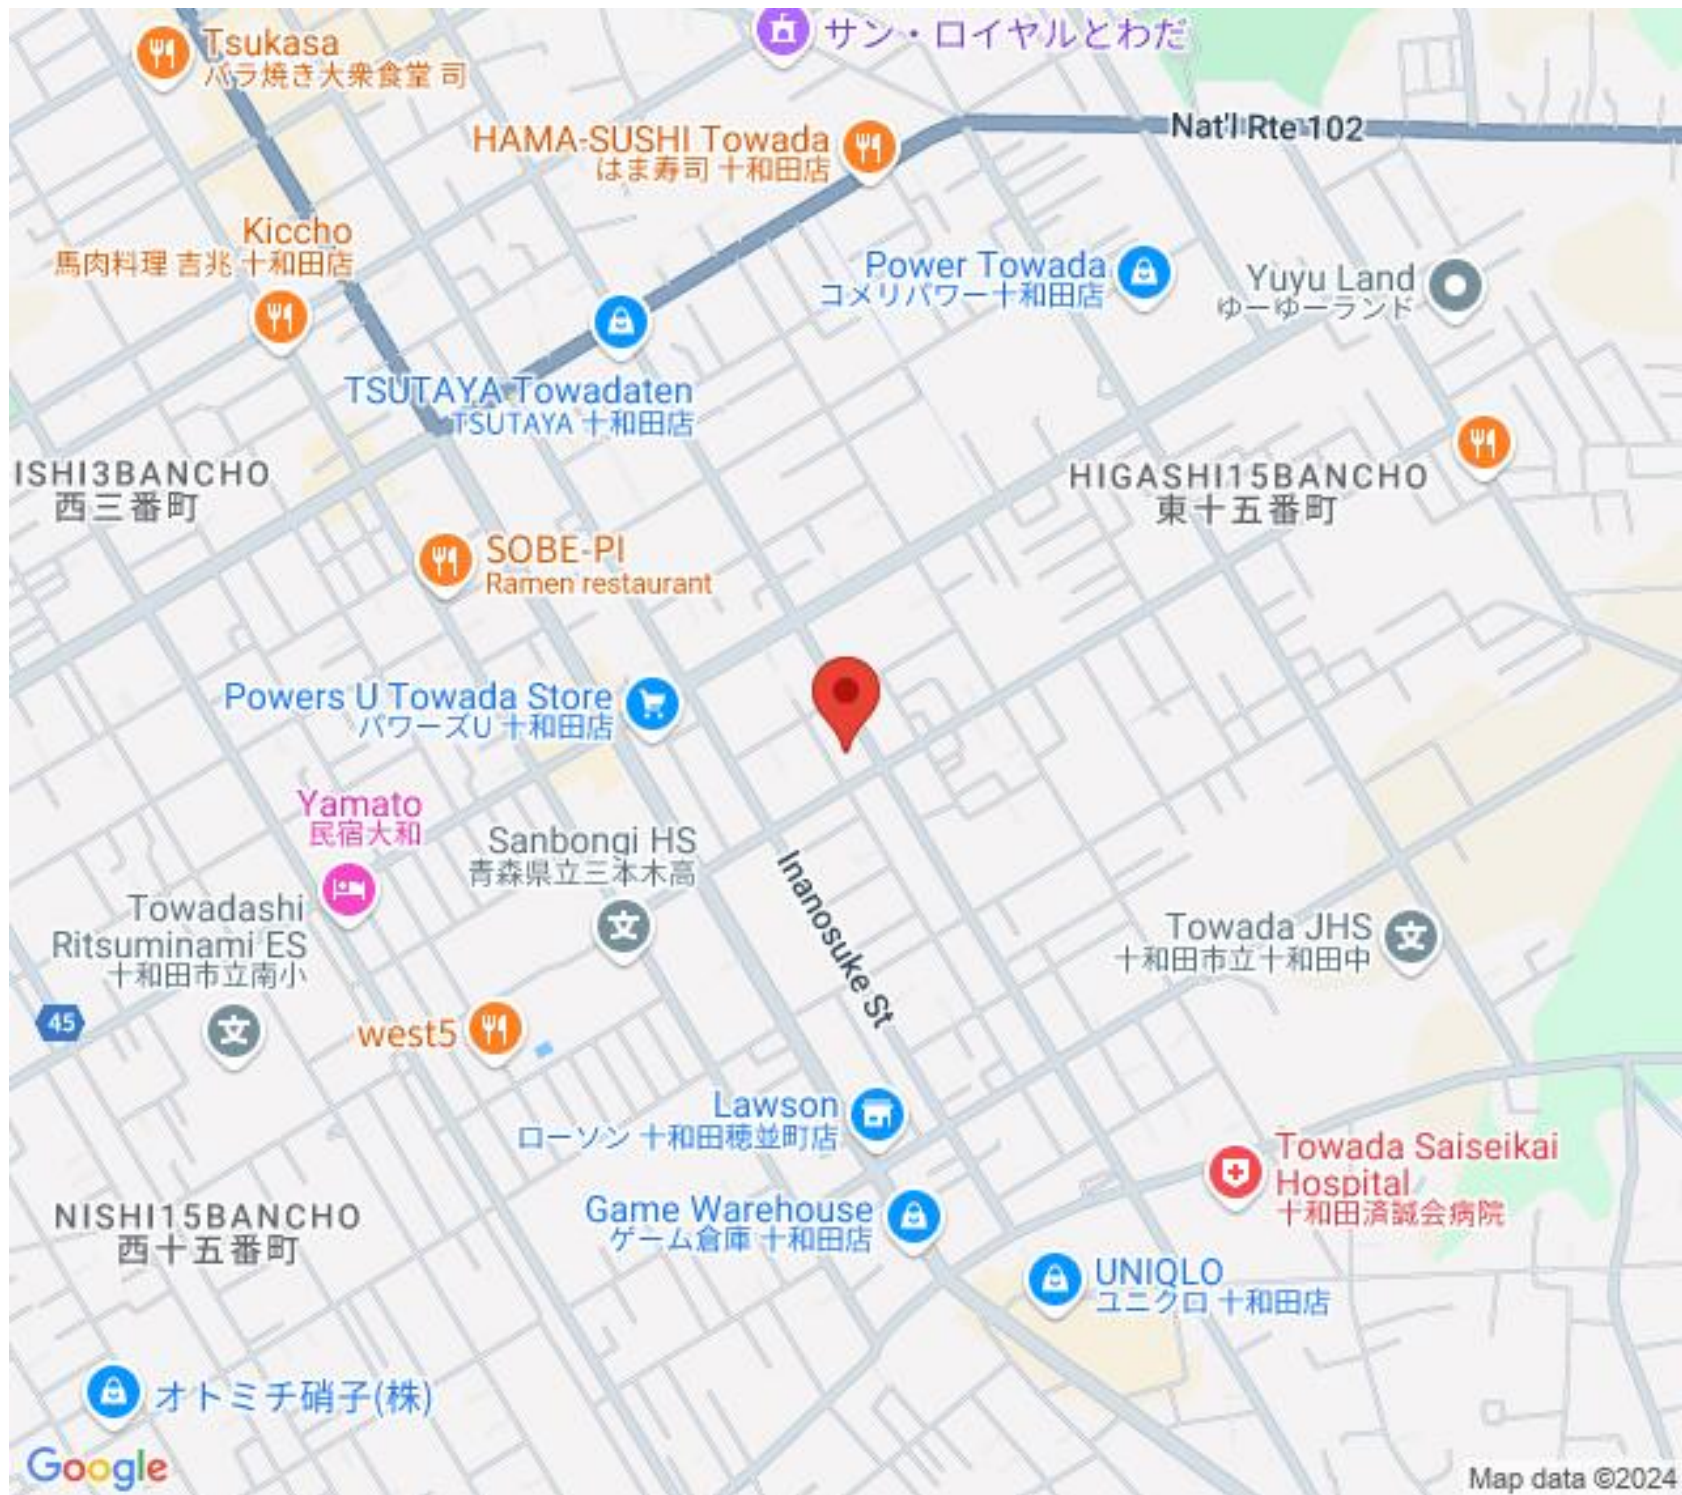 Tsukasa
バラ焼き大衆食堂 司
サン・ロイヤルとわだ
HAMA-SUSHI Towada
はま寿司 十和田店
Nat'l Rte 102
Kiccho
馬肉料理 吉兆 十和田店
Power Towada
コメリパワー十和田店
Yuyu Land
ゆーゆーランド
TSUTAYA Towadaten
TSUTAYA 十和田店
ISHI3BANCHO
西三番町
HIGASHI15BANCHO
東十五番町
SOBE-PI
Ramen restaurant
Powers U Towada Store
パワーズU 十和田店
Yamato
民宿大和
Sanbongi HS
青森県立三本木高
Inanosuke St
Towadashi
Ritsuminami ES
十和田市立南小
Towada JHS
十和田市立十和田中
45
west5
Lawson
ローソン 十和田穂並町店
Towada Saiseikai
Hospital
十和田済誠会病院
NISHI15BANCHO
西十五番町
Game Warehouse
ゲーム倉庫 十和田店
UNIQLO
ユニクロ 十和田店
オトミチ硝子(株)
Google
Map data ©2024